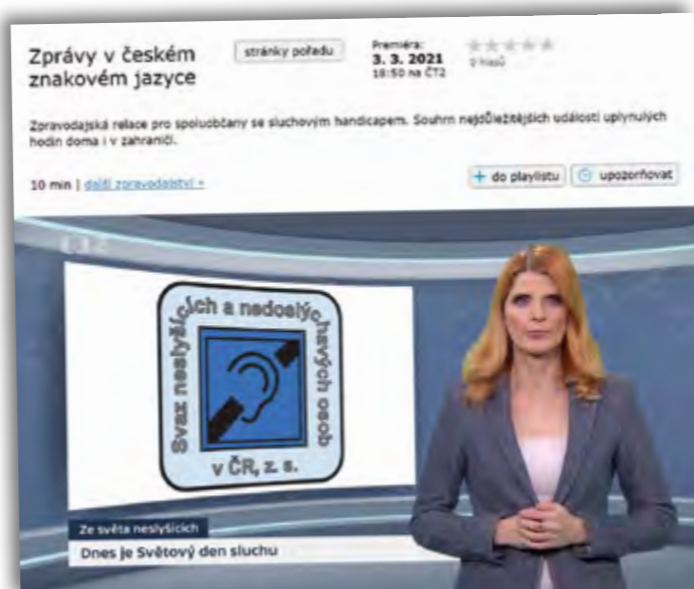 Zprávy v českém
znakovém jazyce
stránky pořadu
Premiéra:
3. 3. 2021
18:50 na ČT2
0 hlasů
Zpravodajská relace pro spoluobčany se sluchovým handicapem. Souhrn nejdůležitějších událostí uplynulých
hodin doma i v zahraničí.
10 min | další zpravodajství »
+ do playlistu
upozorňovat
Svaz neslyšících a nedoslýchavých osob
v ČR, z. s.
Ze světa neslyšících
Dnes je Světový den sluchu